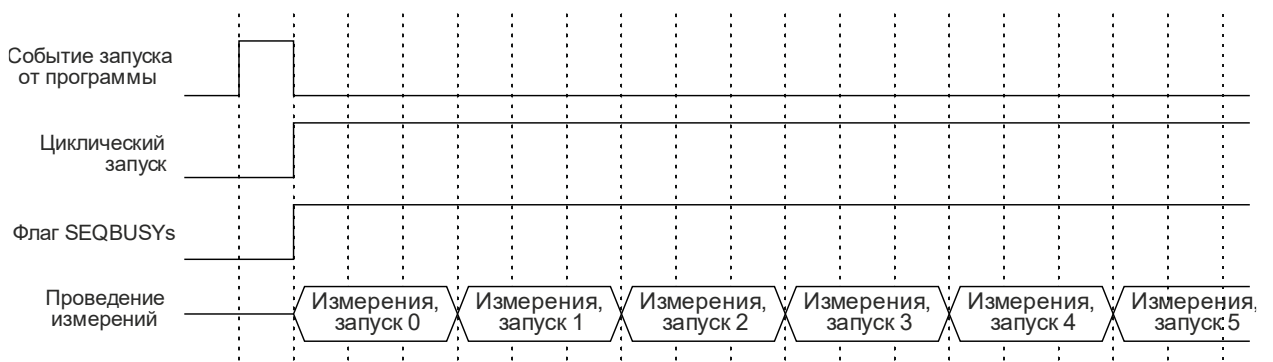 Событие запуска
от программы
Циклический
запуск
Флаг SEQBUSYs
Проведение
измерений
Измерения,
запуск 0
Измерения,
запуск 1
Измерения,
запуск 2
Измерения,
запуск 3
Измерения,
запуск 4
Измерения,
запуск 5